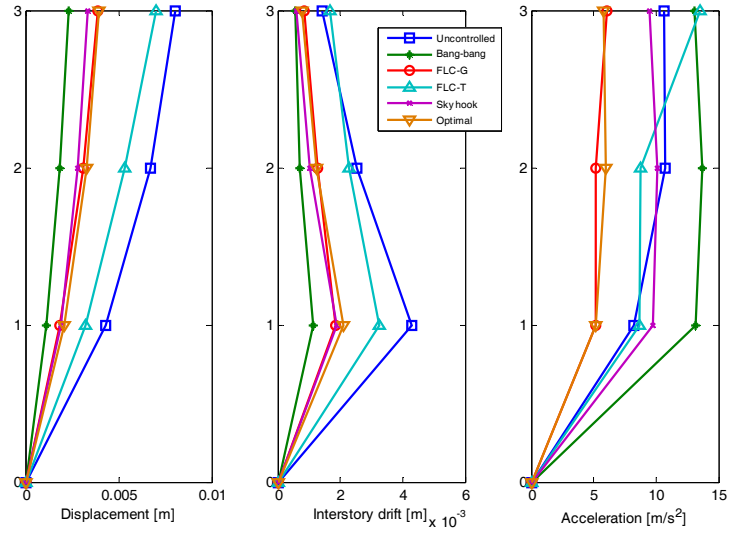 3
2
1
0
0
0.005
0.01
Displacement [m]
3
2
1
0
0
2
4
6
Interstory drift [m]
x 10⁻³
Uncontrolled
Bang-bang
FLC-G
FLC-T
Skyhook
Optimal
3
2
1
0
0
5
10
15
Acceleration [m/s²]